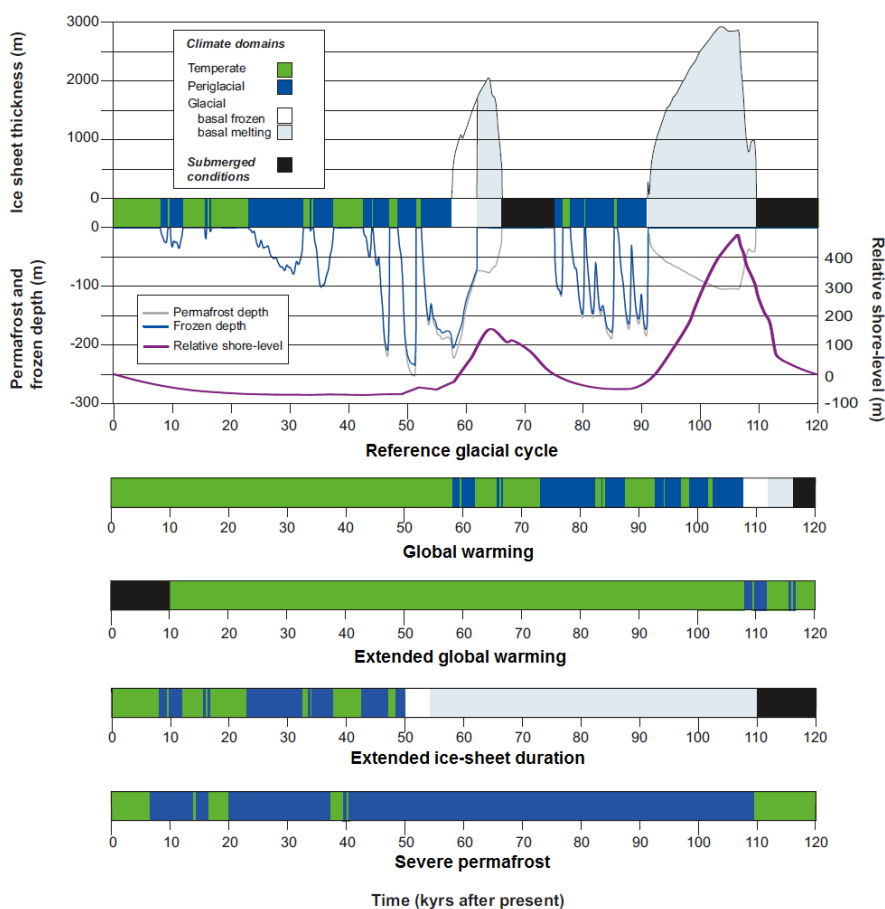 Ice sheet thickness (m)
3000
2000
1000
0
Climate domains
Temperate
Periglacial
Glacial
basal frozen
basal melting
Submerged
conditions
Permafrost and
frozen depth (m)
0
-100
-200
-300
Permafrost depth
Frozen depth
Relative shore-level
Relative shore-level (m)
400
300
200
100
0
-100
0 10 20 30 40 50 60 70 80 90 100 110 120
Reference glacial cycle
0 10 20 30 40 50 60 70 80 90 100 110 120
Global warming
0 10 20 30 40 50 60 70 80 90 100 110 120
Extended global warming
0 10 20 30 40 50 60 70 80 90 100 110 120
Extended ice-sheet duration
0 10 20 30 40 50 60 70 80 90 100 110 120
Severe permafrost
Time (kyrs after present)